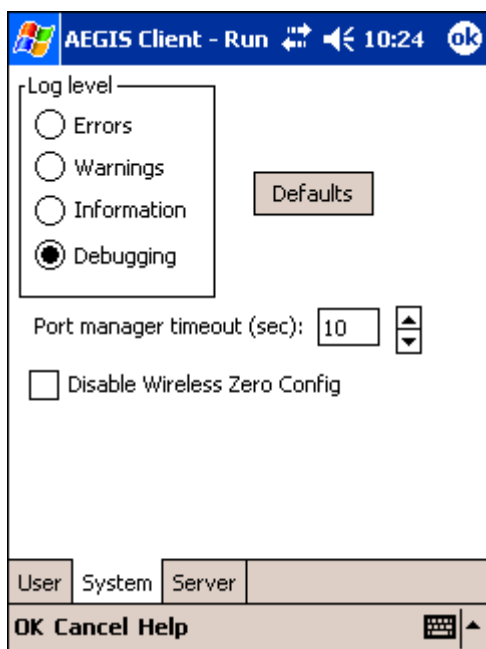 AEGIS Client - Run 10:24 ok
Log level
Errors
Warnings
Information
Debugging
Defaults
Port manager timeout (sec): 10
Disable Wireless Zero Config
User System Server
OK Cancel Help